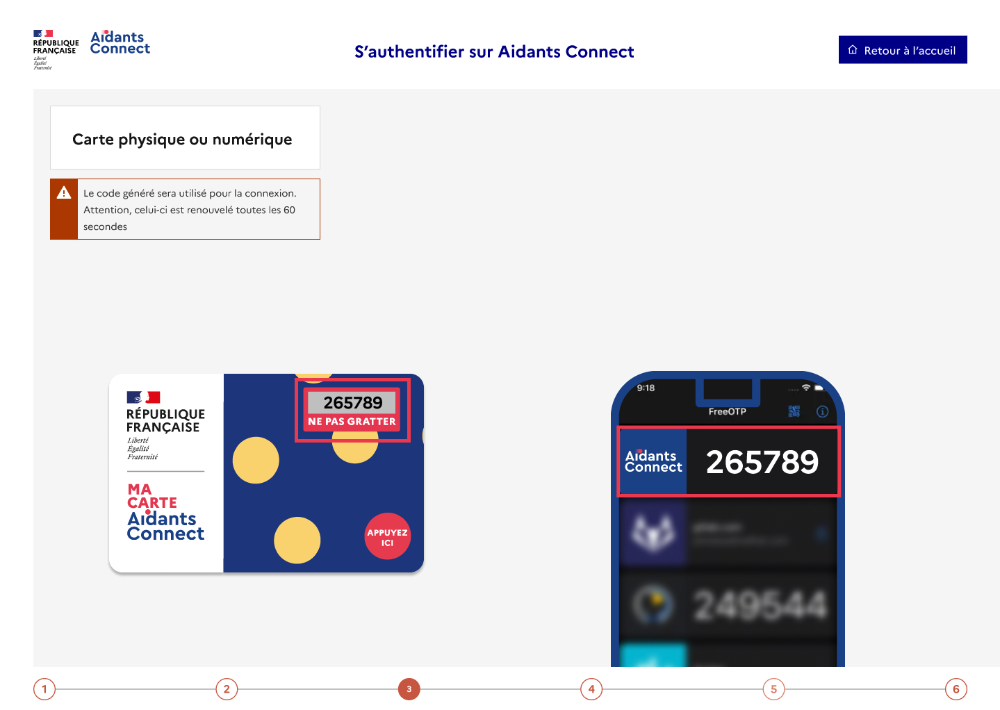 RÉPUBLIQUE
FRANÇAISE
Liberté
Égalité
Fraternité
Aidants
Connect
S'authentifier sur Aidants Connect
Retour à l'accueil
Carte physique ou numérique
Le code généré sera utilisé pour la connexion.
Attention, celui-ci est renouvelé toutes les 60
secondes
RÉPUBLIQUE
FRANÇAISE
Liberté
Égalité
Fraternité
MA
CARTE
Aidants
Connect
265789
NE PAS GRATTER
APPUYEZ
ICI
9:18
FreeOTP
Aidants
Connect
265789
249544
1
2
3
4
5
6